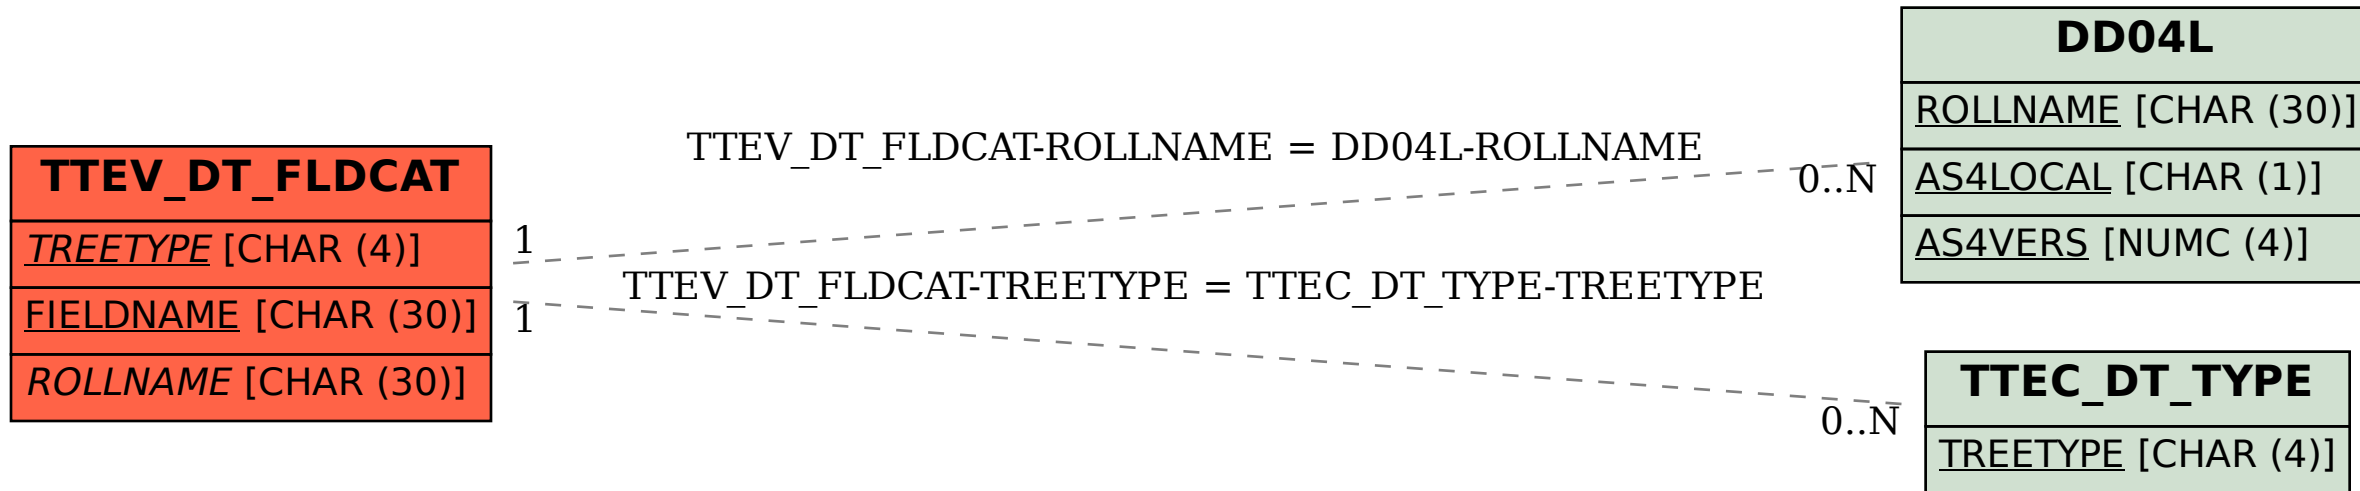 TTEV_DT_FLDCAT
TREETYPE [CHAR (4)]
FIELDNAME [CHAR (30)]
ROLLNAME [CHAR (30)]
TTEV_DT_FLDCAT-ROLLNAME = DD04L-ROLLNAME
1
0..N
TTEV_DT_FLDCAT-TREETYPE = TTEC_DT_TYPE-TREETYPE
1
0..N
DD04L
ROLLNAME [CHAR (30)]
AS4LOCAL [CHAR (1)]
AS4VERS [NUMC (4)]
TTEC_DT_TYPE
TREETYPE [CHAR (4)]